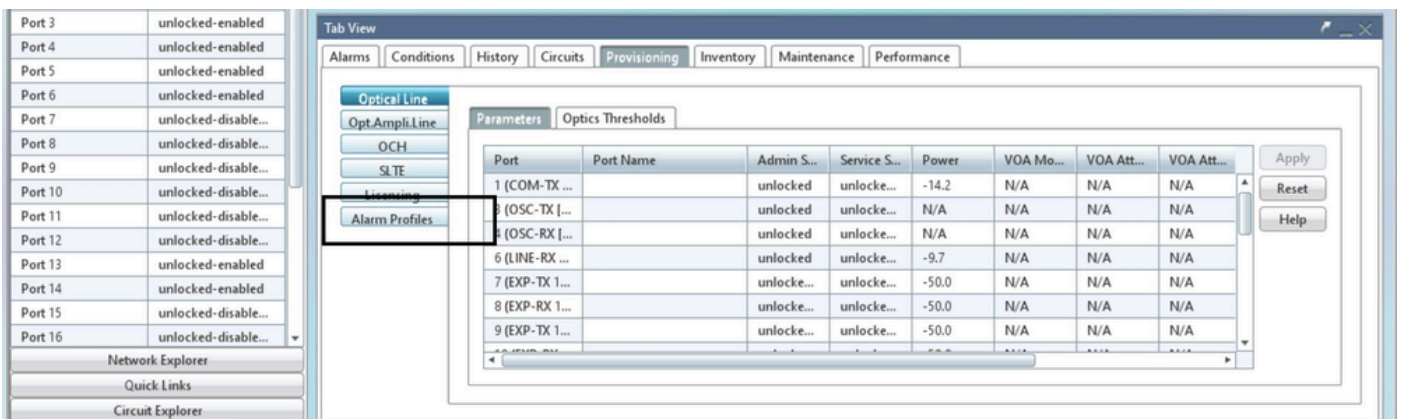 Port 3 unlocked-enabled
Port 4 unlocked-enabled
Port 5 unlocked-enabled
Port 6 unlocked-enabled
Port 7 unlocked-disable...
Port 8 unlocked-disable...
Port 9 unlocked-disable...
Port 10 unlocked-disable...
Port 11 unlocked-disable...
Port 12 unlocked-disable...
Port 13 unlocked-enabled
Port 14 unlocked-enabled
Port 15 unlocked-disable...
Port 16 unlocked-disable...
Network Explorer
Quick Links
Circuit Explorer
Tab View
Alarms Conditions History Circuits Provisioning Inventory Maintenance Performance
Optical Line
Opt.Ampli.Line
OCH
SLTE
Licensing
Alarm Profiles
Parameters Optics Thresholds
Port Port Name Admin S... Service S... Power VOA Mo... VOA Att... VOA Att...
1 (COM-TX ... unlocked unlocke... -14.2 N/A N/A N/A
(OSC-TX [... unlocked unlocke... N/A N/A N/A N/A
(OSC-RX [... unlocked unlocke... N/A N/A N/A N/A
6 (LINE-RX ... unlocked unlocke... -9.7 N/A N/A N/A
7 (EXP-TX 1... unlocke... unlocke... -50.0 N/A N/A N/A
8 (EXP-RX 1... unlocke... unlocke... -50.0 N/A N/A N/A
9 (EXP-TX 1... unlocke... unlocke... -50.0 N/A N/A N/A
Apply
Reset
Help